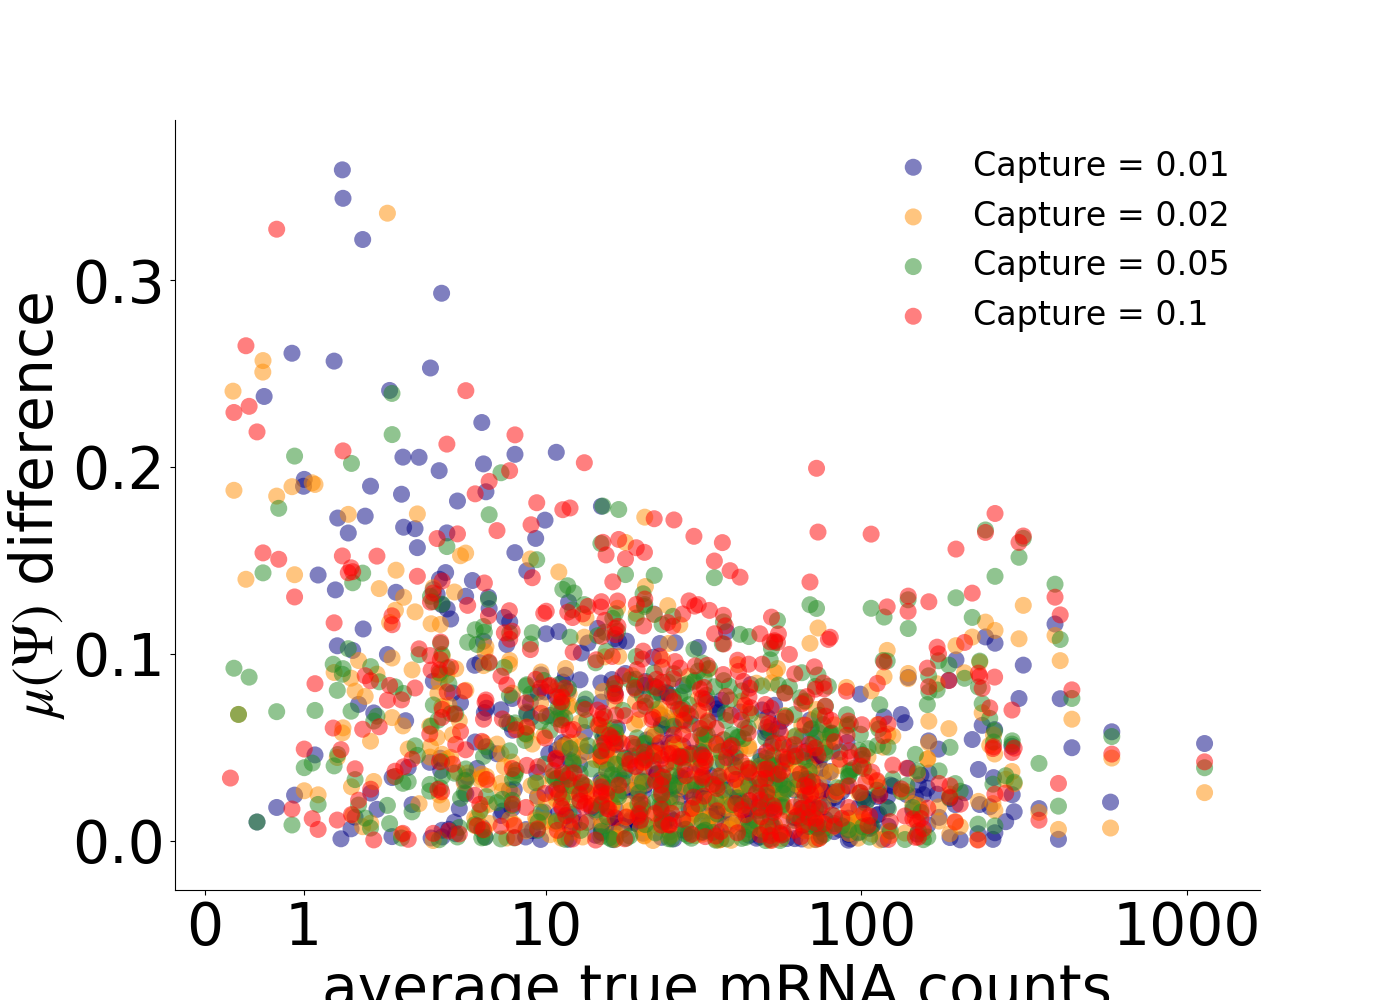 Capture = 0.01
Capture = 0.02
Capture = 0.05
Capture = 0.1
μ(Ψ) difference
0.3
0.2
0.1
0.0
0 1 10 100 1000
average true mRNA counts